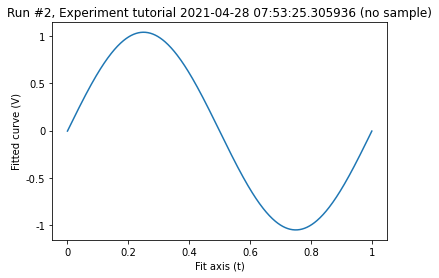 Run #2, Experiment tutorial 2021-04-28 07:53:25.305936 (no sample)
1
0.5
0
-0.5
-1
Fitted curve (V)
0 0.2 0.4 0.6 0.8 1
Fit axis (t)